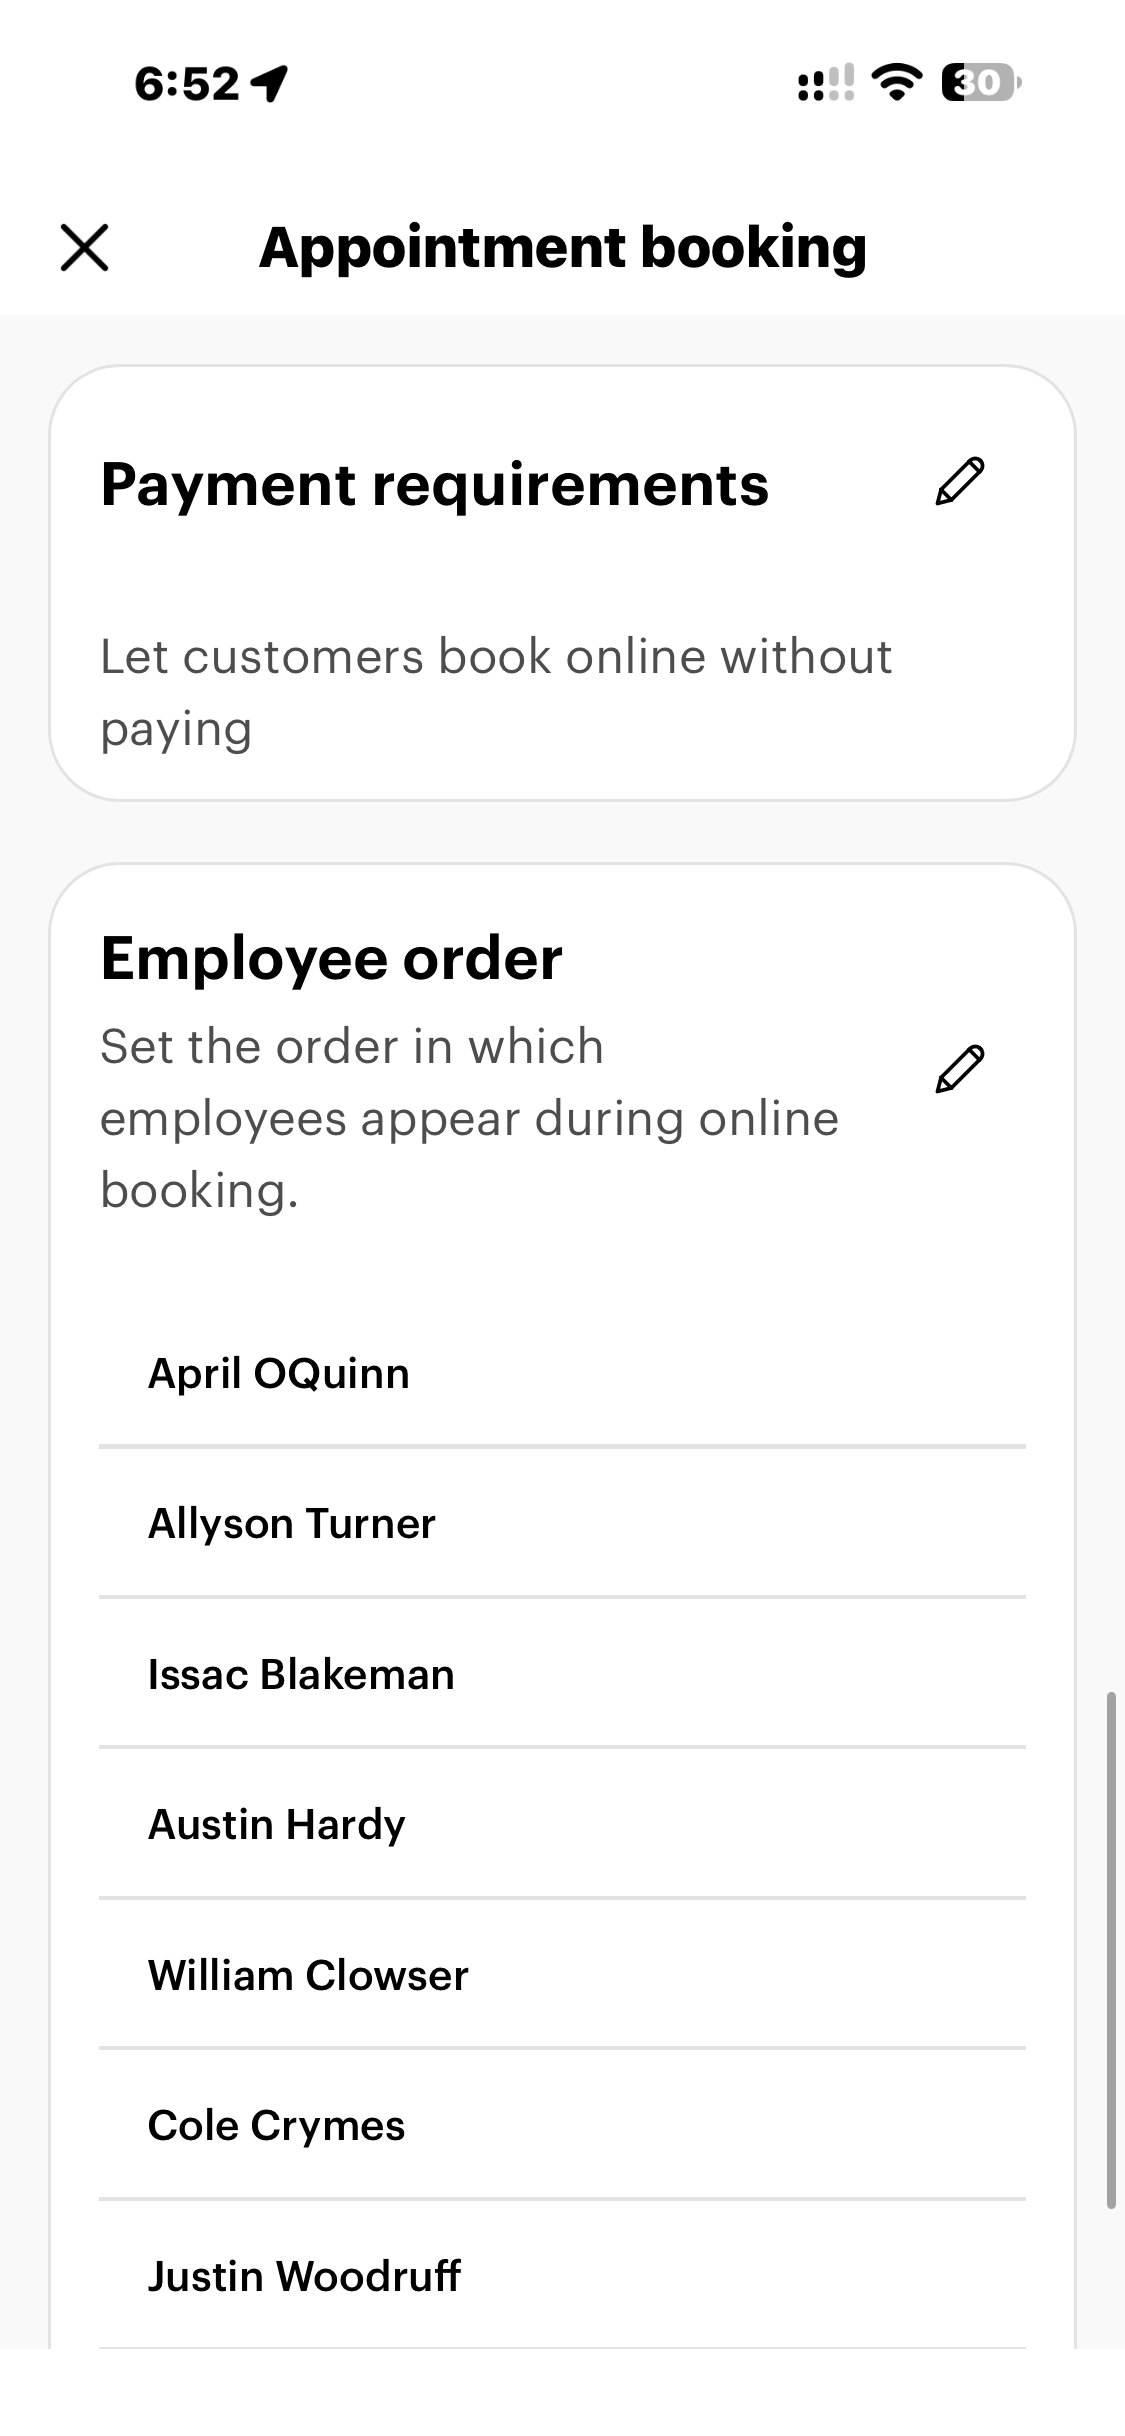 6:52
30
Appointment booking
Payment requirements
Let customers book online without
paying
Employee order
Set the order in which
employees appear during online
booking.
April OQuinn
Allyson Turner
Issac Blakeman
Austin Hardy
William Clowser
Cole Crymes
Justin Woodruff